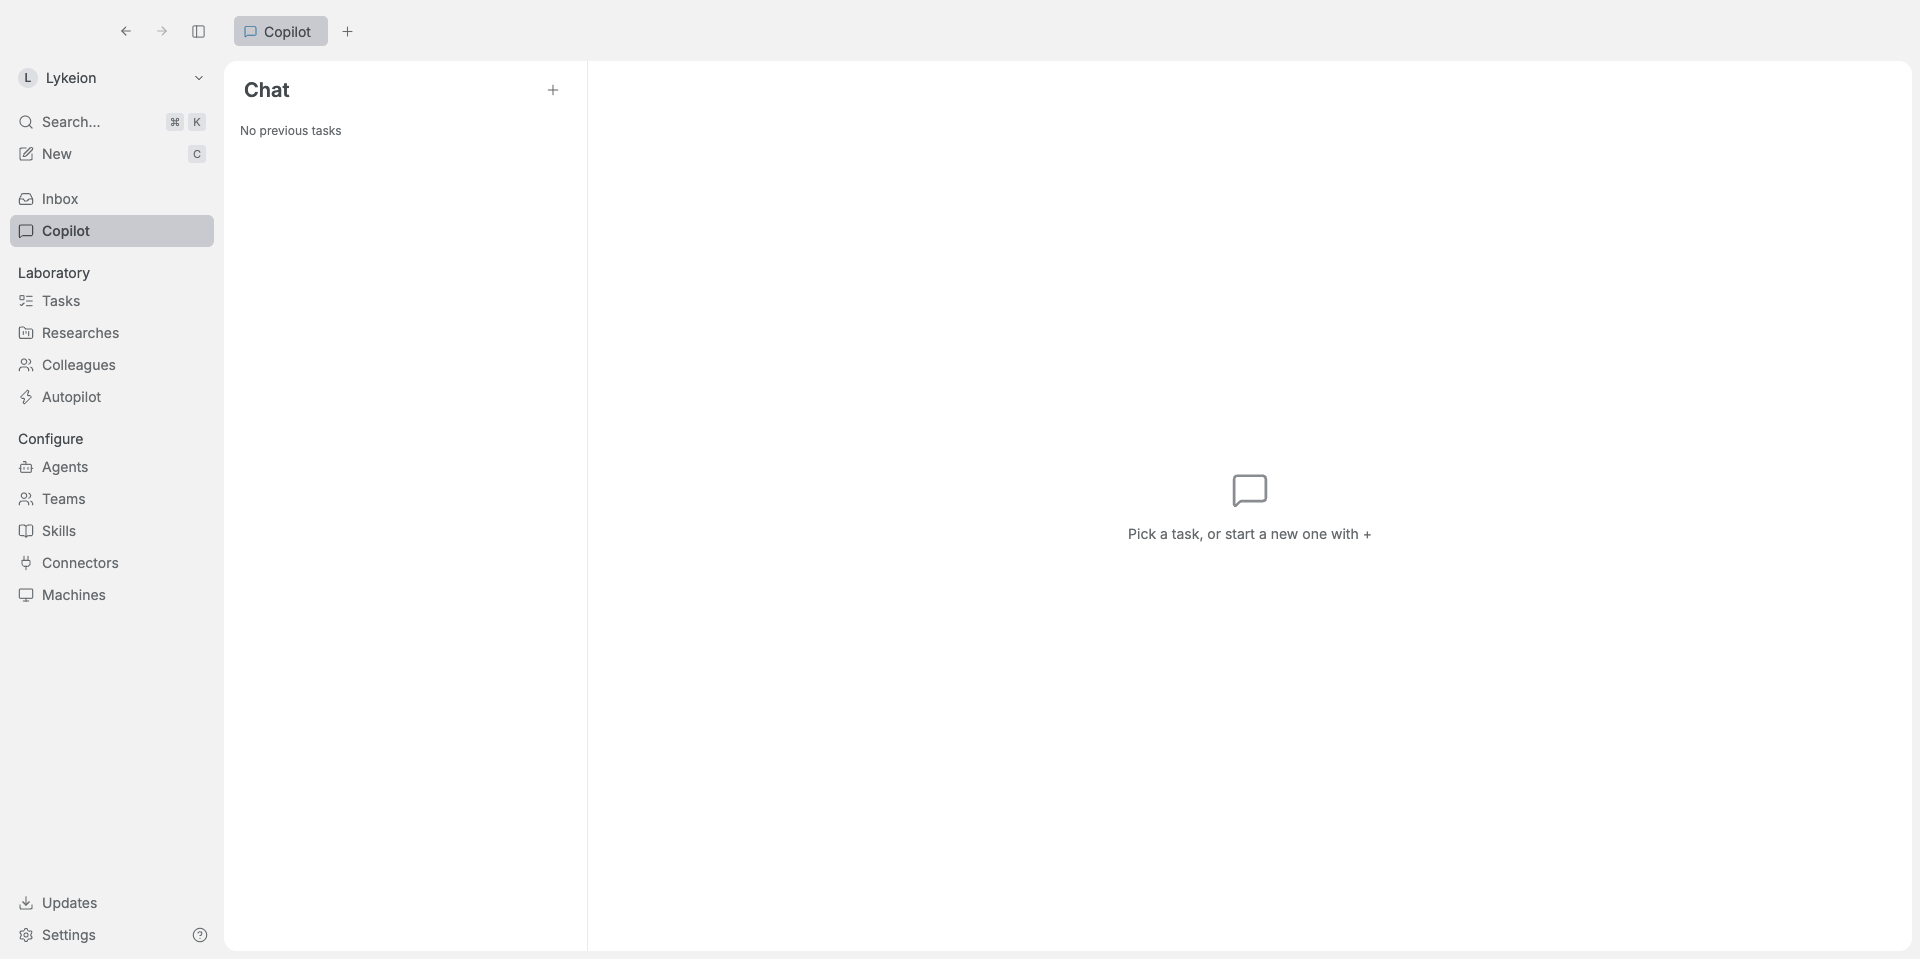 Copilot
L Lykeion
Search... ⌘ K
New C
Inbox
Copilot
Laboratory
Tasks
Researches
Colleagues
Autopilot
Configure
Agents
Teams
Skills
Connectors
Machines
Updates
Settings
Chat
No previous tasks
Pick a task, or start a new one with +